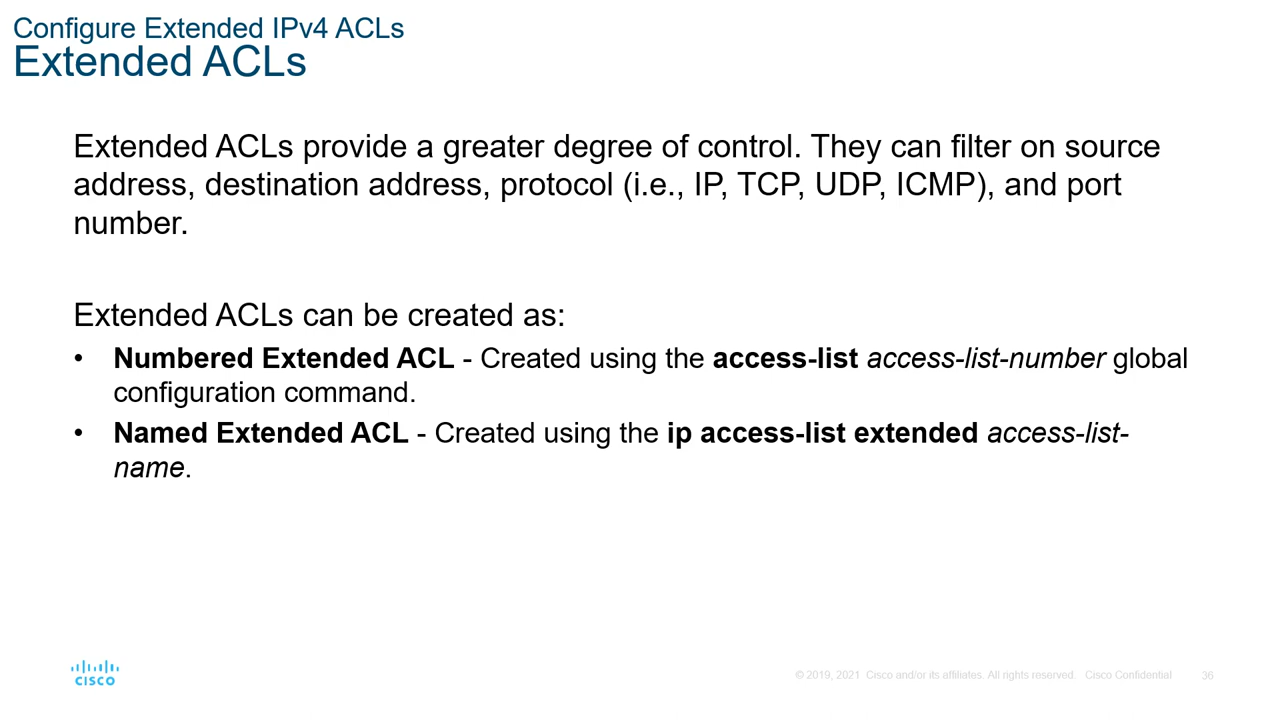 Configure Extended IPv4 ACLs
Extended ACLs
Extended ACLs provide a greater degree of control. They can filter on source
address, destination address, protocol (i.e., IP, TCP, UDP, ICMP), and port
number.
Extended ACLs can be created as:
• Numbered Extended ACL - Created using the access-list access-list-number global
configuration command.
• Named Extended ACL - Created using the ip access-list extended access-list-
name.
CISCO
© 2019, 2021 Cisco and/or its affiliates. All rights reserved. Cisco Confidential
36